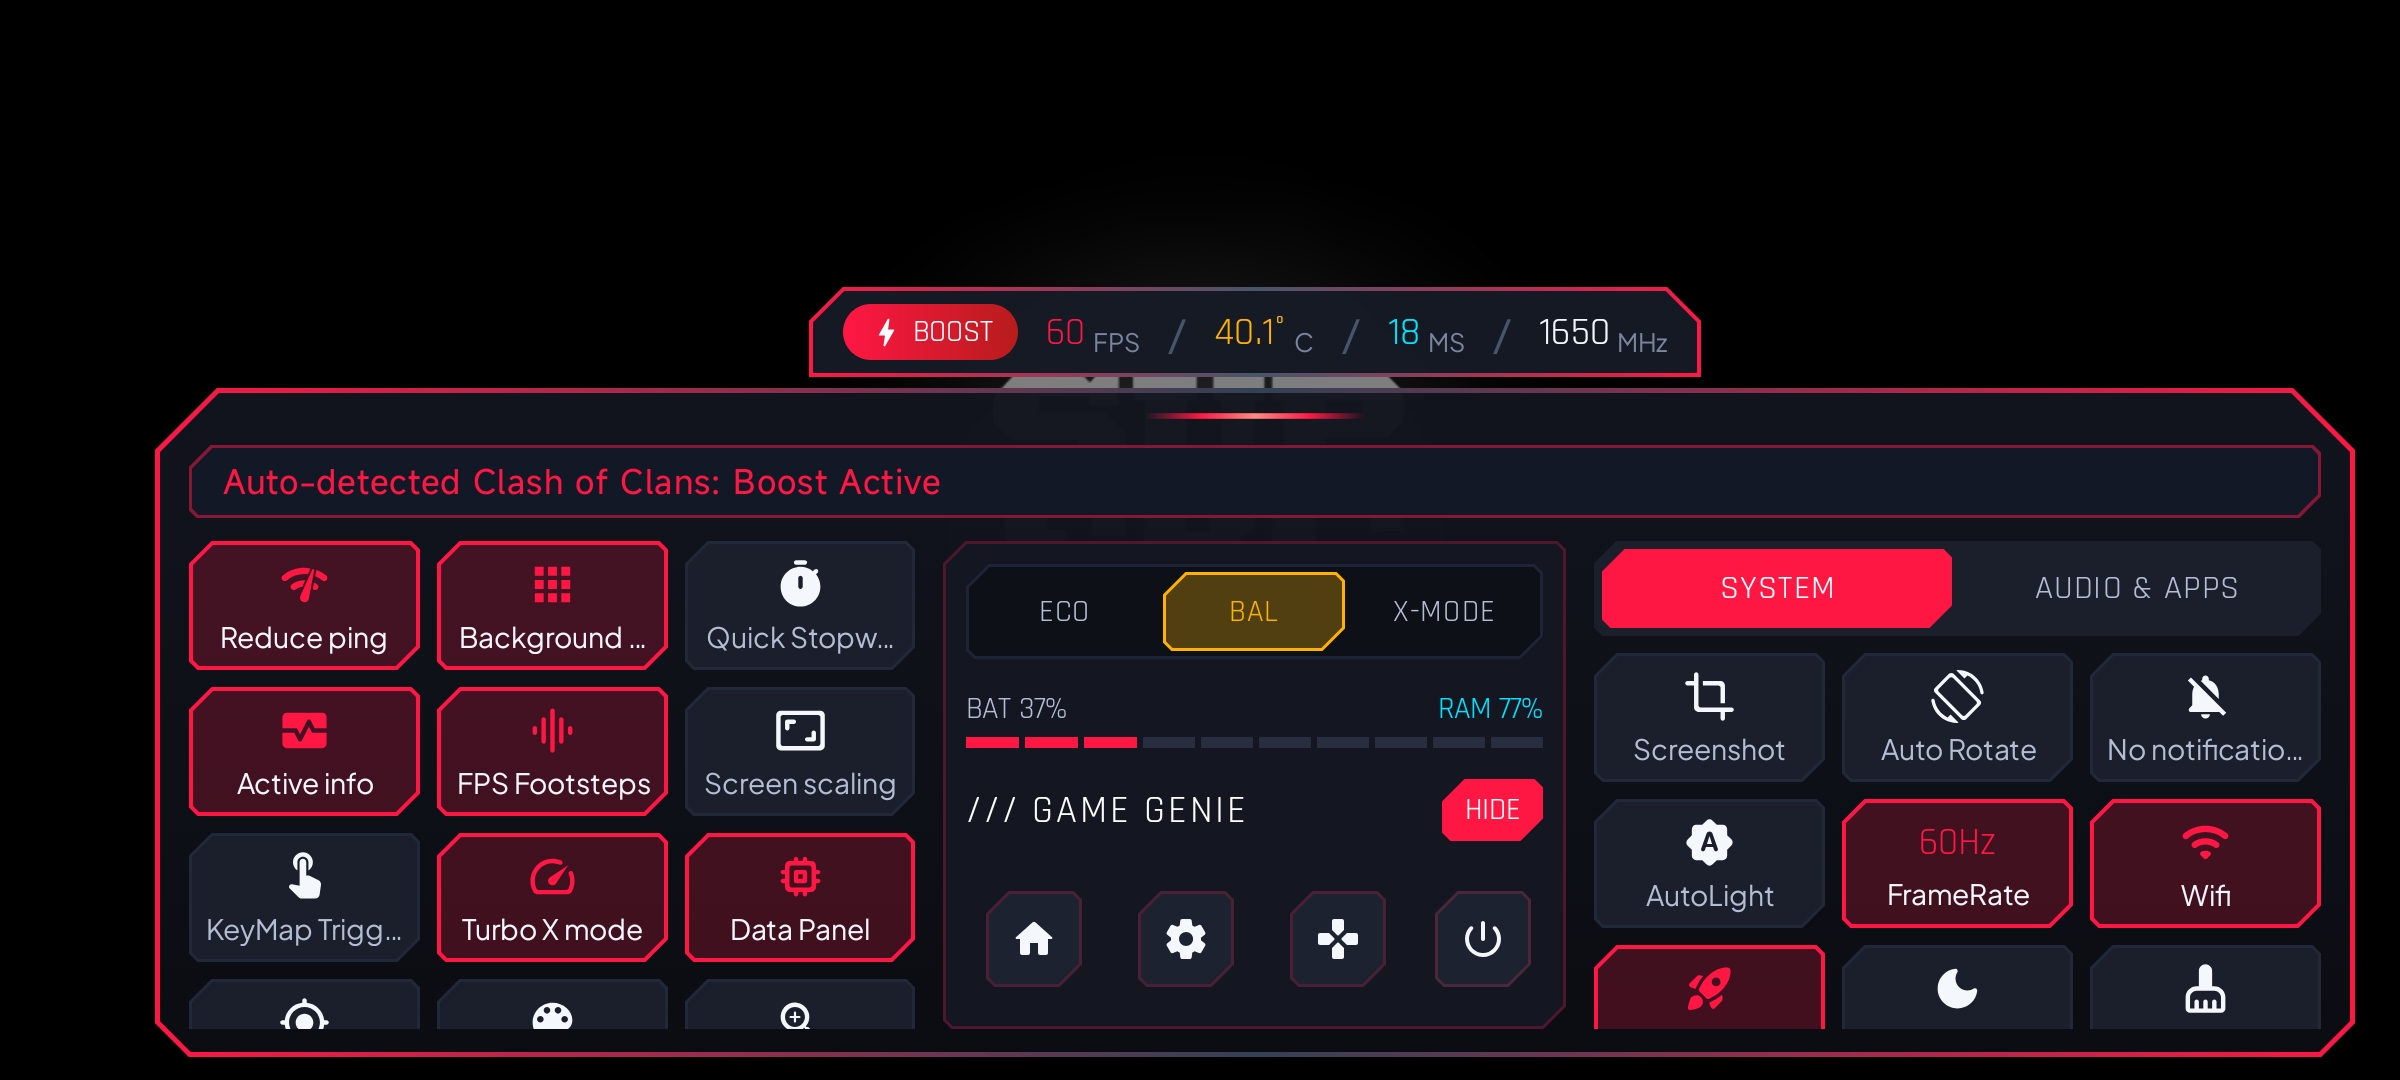 BOOST 60 FPS / 40.1° C / 18 MS / 1650 MHz
Auto-detected Clash of Clans: Boost Active
Reduce ping
Background ...
Quick Stopw...
Active info
FPS Footsteps
Screen scaling
KeyMap Trigg...
Turbo X mode
Data Panel
ECO
BAL
X-MODE
BAT 37%
RAM 77%
/// GAME GENIE
HIDE
SYSTEM
AUDIO & APPS
Screenshot
Auto Rotate
No notificatio...
A
AutoLight
60Hz
FrameRate
Wifi